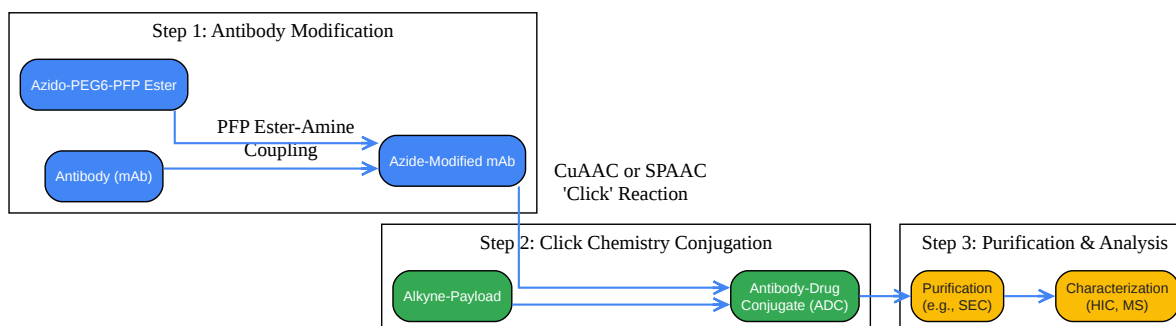 Step 1: Antibody Modification
Azido-PEG6-PFP Ester
PFP Ester-Amine
Coupling
Antibody (mAb)
Azide-Modified mAb
CuAAC or SPAAC
'Click' Reaction
Step 2: Click Chemistry Conjugation
Alkyne-Payload
Antibody-Drug
Conjugate (ADC)
Step 3: Purification & Analysis
Purification
(e.g., SEC)
Characterization
(HIC, MS)